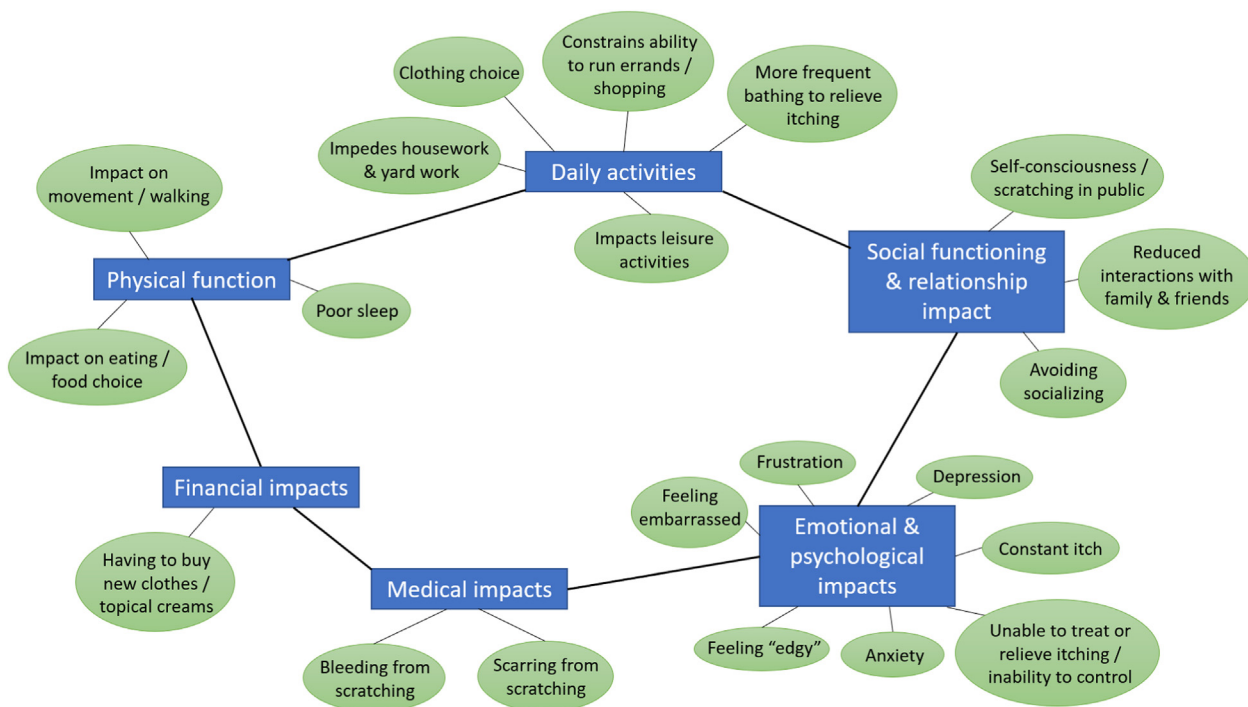 Constrains ability
to run errands /
shopping
Clothing choice
More frequent
bathing to relieve
itching
Impedes housework
& yard work
Daily activities
Impacts leisure
activities
Self-consciousness /
scratching in public
Social functioning
& relationship
impact
Reduced
interactions with
family & friends
Avoiding
socializing
Impact on
movement / walking
Physical function
Poor sleep
Impact on eating /
food choice
Financial impacts
Having to buy
new clothes /
topical creams
Medical impacts
Bleeding from
scratching
Scarring from
scratching
Frustration
Depression
Feeling
embarrassed
Emotional &
psychological
impacts
Constant itch
Feeling “edgy”
Anxiety
Unable to treat or
relieve itching /
inability to control